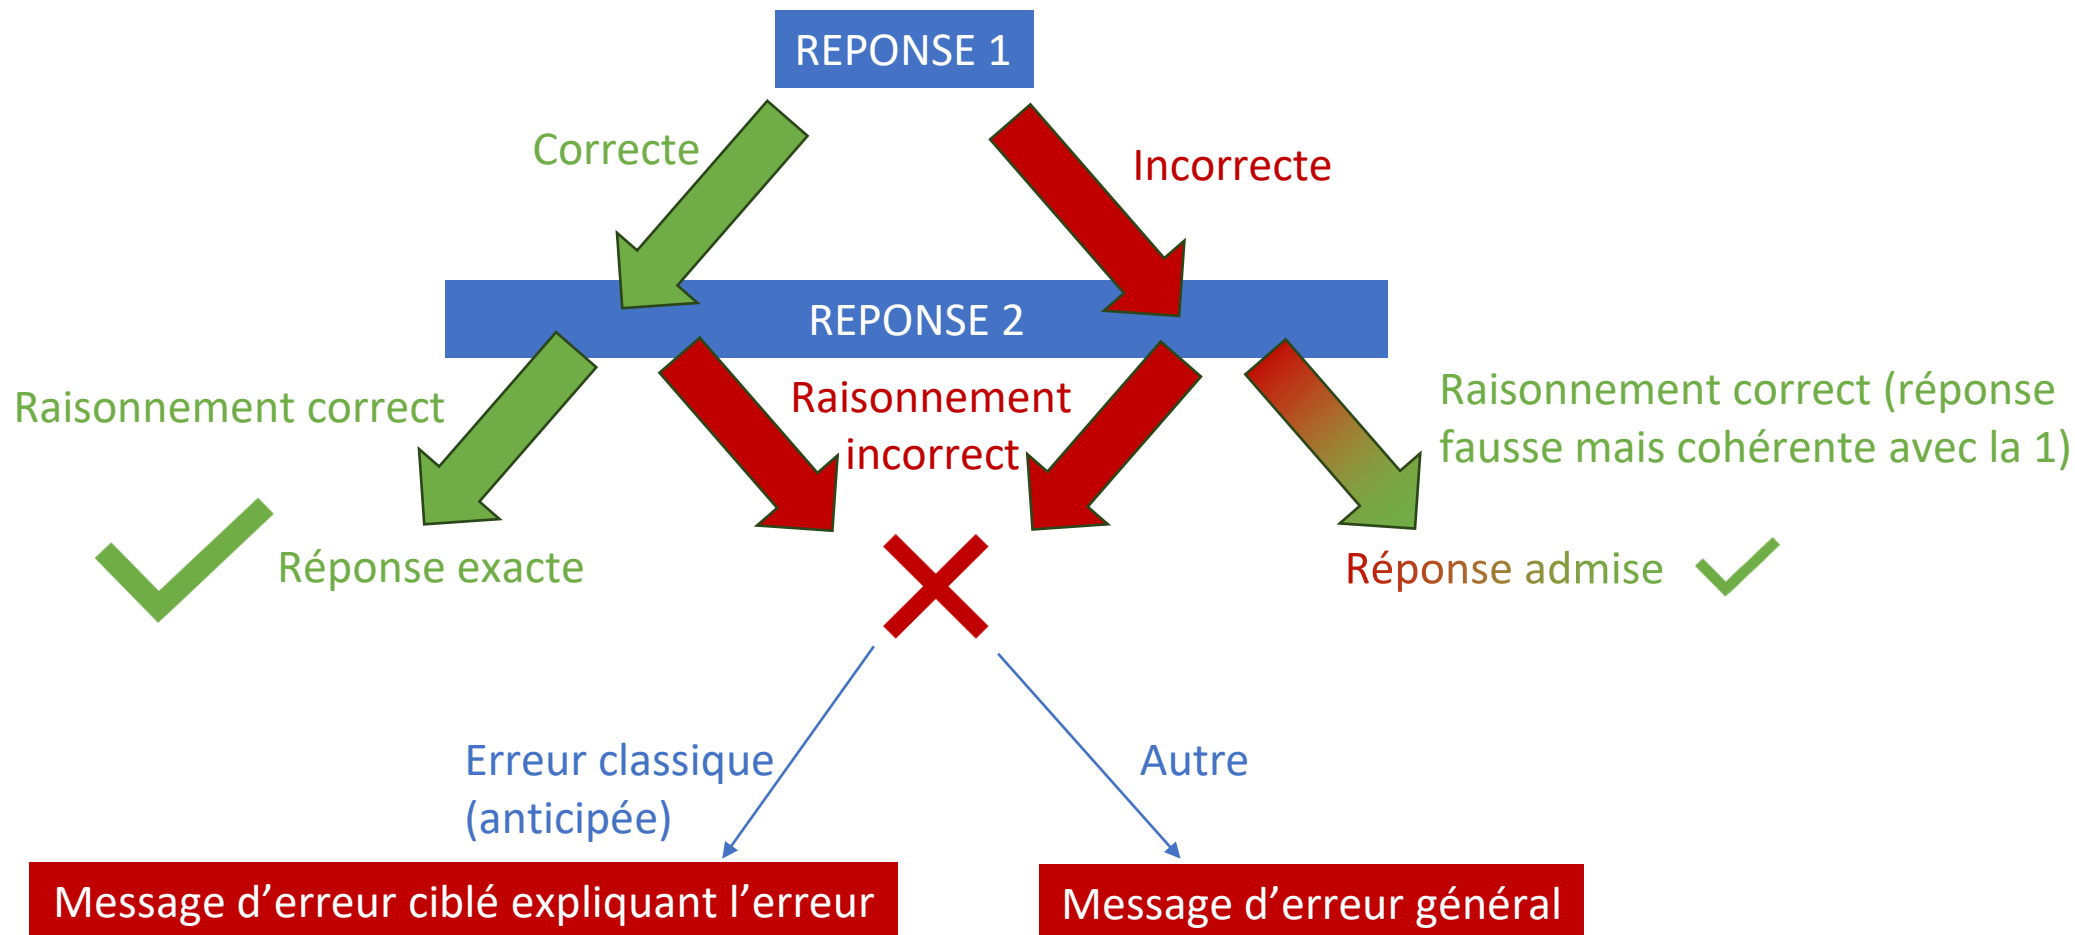 REPONSE 1
Correcte
Incorrecte
REPONSE 2
Raisonnement correct
Raisonnement
incorrect
Raisonnement correct (réponse
fausse mais cohérente avec la 1)
Réponse exacte
Réponse admise
Erreur classique
(anticipée)
Autre
Message d’erreur ciblé expliquant l’erreur
Message d’erreur général